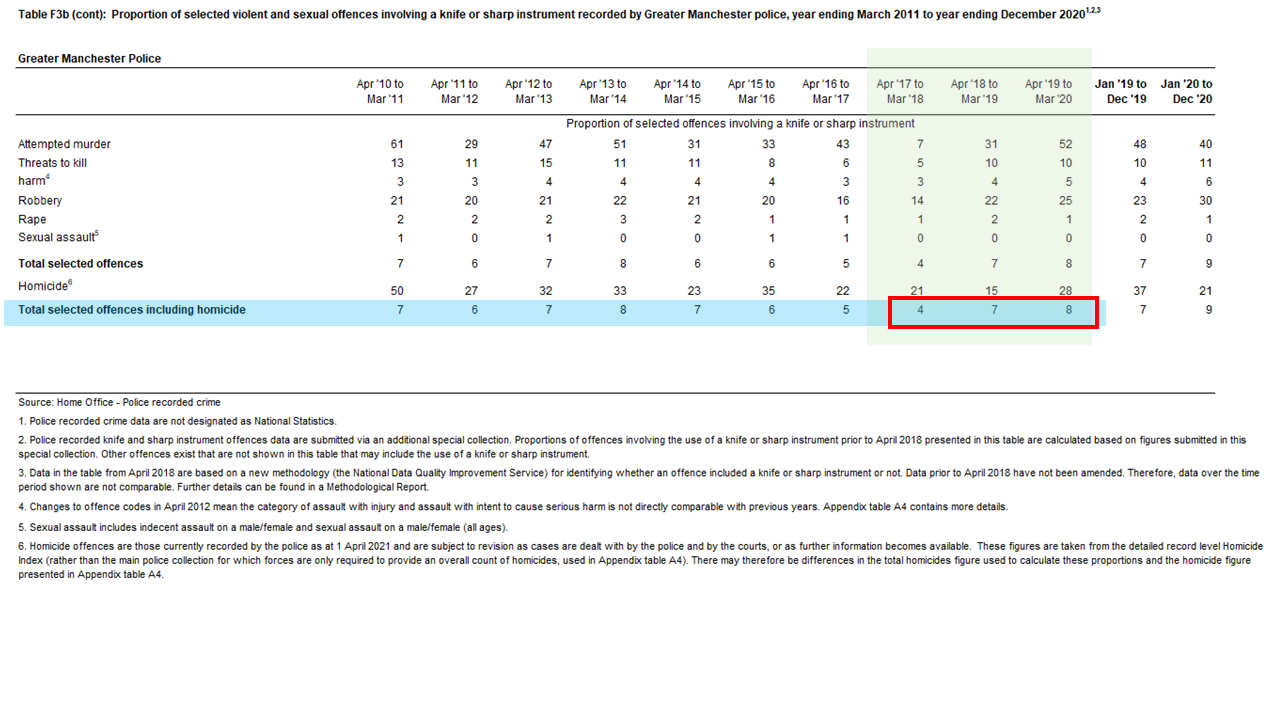 Table F3b (cont): Proportion of selected violent and sexual offences involving a knife or sharp instrument recorded by Greater Manchester police, year ending March 2011 to year ending December 20201,2,3
Greater Manchester Police
Apr '10 to Apr '11 to Apr '12 to Apr '13 to Apr '14 to Apr '15 to Apr '16 to Apr '17 to Apr '18 to Apr '19 to Jan '19 to Jan '20 to
Mar '11 Mar '12 Mar '13 Mar '14 Mar '15 Mar '16 Mar '17 Mar '18 Mar '19 Mar '20 Dec '19 Dec '20
Proportion of selected offences involving a knife or sharp instrument
Attempted murder 61 29 47 51 31 33 43 7 31 52 48 40
Threats to kill 13 11 15 11 11 8 6 5 10 10 10 11
harm4 3 3 4 4 4 4 3 3 4 5 4 6
Robbery 21 20 21 22 21 20 16 14 22 25 23 30
Rape 2 2 2 3 2 1 1 1 2 1 2 1
Sexual assault5 1 0 1 0 0 1 1 0 0 0 0 0
Total selected offences 7 6 7 8 6 6 5 4 7 8 7 9
Homicide6 50 27 32 33 23 35 22 21 15 28 37 21
Total selected offences including homicide 7 6 7 8 7 6 5 4 7 8 7 9
Source: Home Office - Police recorded crime
1. Police recorded crime data are not designated as National Statistics.
2. Police recorded knife and sharp instrument offences data are submitted via an additional special collection. Proportions of offences involving the use of a knife or sharp instrument prior to April 2018 presented in this table are calculated based on figures submitted in this
special collection. Other offences exist that are not shown in this table that may include the use of a knife or sharp instrument.
3. Data in the table from April 2018 are based on a new methodology (the National Data Quality Improvement Service) for identifying whether an offence included a knife or sharp instrument or not. Data prior to April 2018 have not been amended. Therefore, data over the time
period shown are not comparable. Further details can be found in a Methodological Report.
4. Changes to offence codes in April 2012 mean the category of assault with injury and assault with intent to cause serious harm is not directly comparable with previous years. Appendix table A4 contains more details.
5. Sexual assault includes indecent assault on a male/female and sexual assault on a male/female (all ages).
6. Homicide offences are those currently recorded by the police as at 1 April 2021 and are subject to revision as cases are dealt with by the police and by the courts, or as further information becomes available. These figures are taken from the detailed record level Homicide
Index (rather than the main police collection for which forces are only required to provide an overall count of homicides, used in Appendix table A4). There may therefore be differences in the total homicides figure used to calculate these proportions and the homicide figure
presented in Appendix table A4.